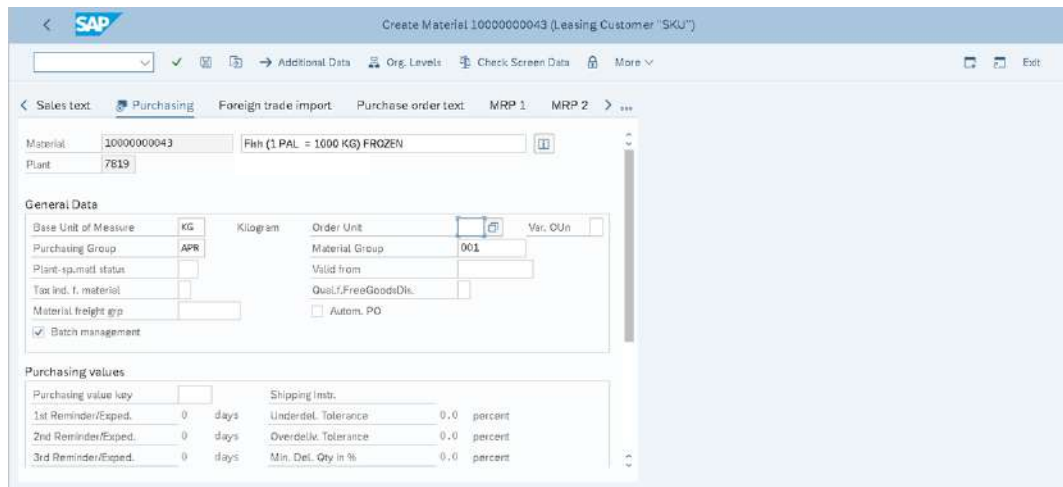 SAP Create Material 10000000043 (Leasing Customer "SKU")
Additional Data Org. Levels Check Screen Data More Exit
Sales text Purchasing Foreign trade import Purchase order text MRP 1 MRP 2 ...
Material 10000000043 Fish (1 PAL = 1000 KG) FROZEN
Plant 7819
General Data
Base Unit of Measure KG Kilogram Order Unit Var. OUn
Purchasing Group APR Material Group 001
Plant-sp.matl status Valid from
Tax ind. f. material Qual.f.FreeGoodsDis.
Material freight grp Autom. PO
Batch management
Purchasing values
Purchasing value key Shipping Instr.
1st Reminder/Exped. 0 days Underdel. Tolerance 0.0 percent
2nd Reminder/Exped. 0 days Overdeliv. Tolerance 0.0 percent
3rd Reminder/Exped. 0 days Min. Del. Qty in % 0.0 percent